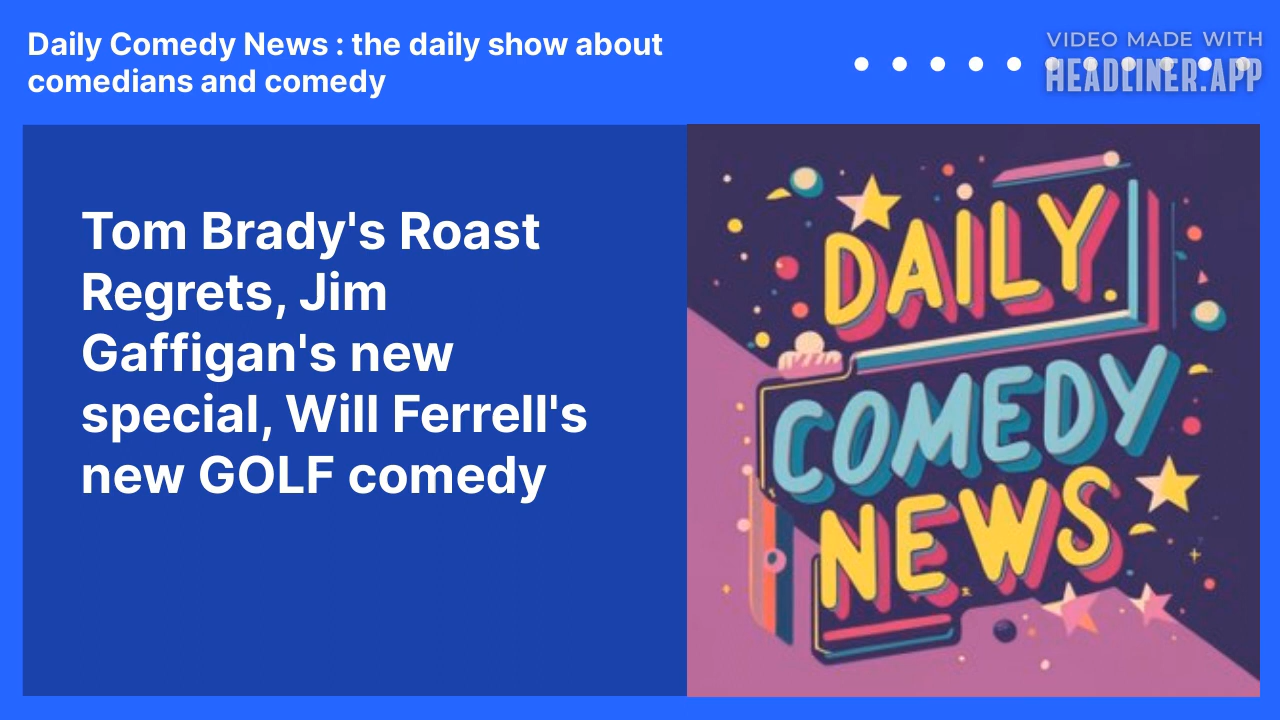 Daily Comedy News : the daily show about
comedians and comedy
VIDEO MADE WITH
HEADLINER.APP
Tom Brady's Roast
Regrets, Jim
Gaffigan's new
special, Will Ferrell's
new GOLF comedy
DAILY
COMEDY
NEWS